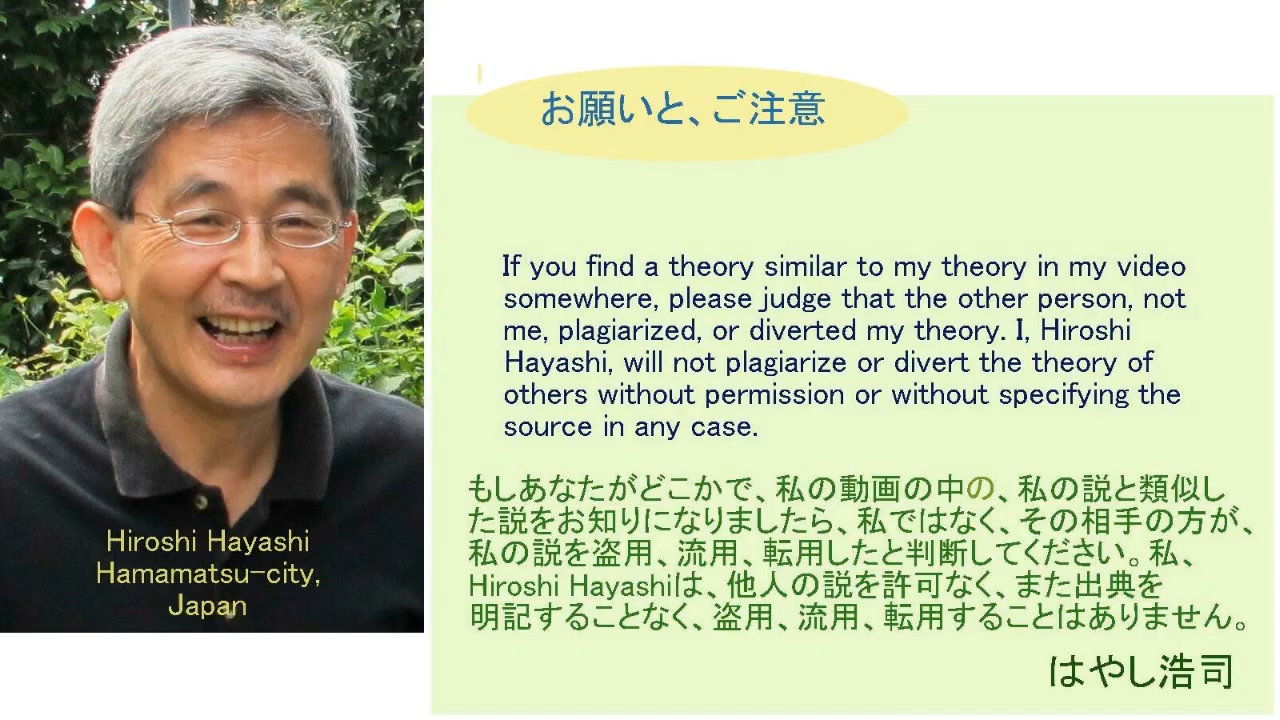 お願いと、ご注意
If you find a theory similar to my theory in my video
somewhere, please judge that the other person, not
me, plagiarized, or diverted my theory. I, Hiroshi
Hayashi, will not plagiarize or divert the theory of
others without permission or without specifying the
source in any case.
もしあなたがどこかで、私の動画の中の、私の説と類似し
た説をお知りになりましたら、私ではなく、その相手の方が、
私の説を盗用、流用、転用したと判断してください。私、
Hiroshi Hayashiは、他人の説を許可なく、また出典を
明記することなく、盗用、流用、転用することはありません。
はやし浩司
Hiroshi Hayashi
Hamamatsu-city,
Japan